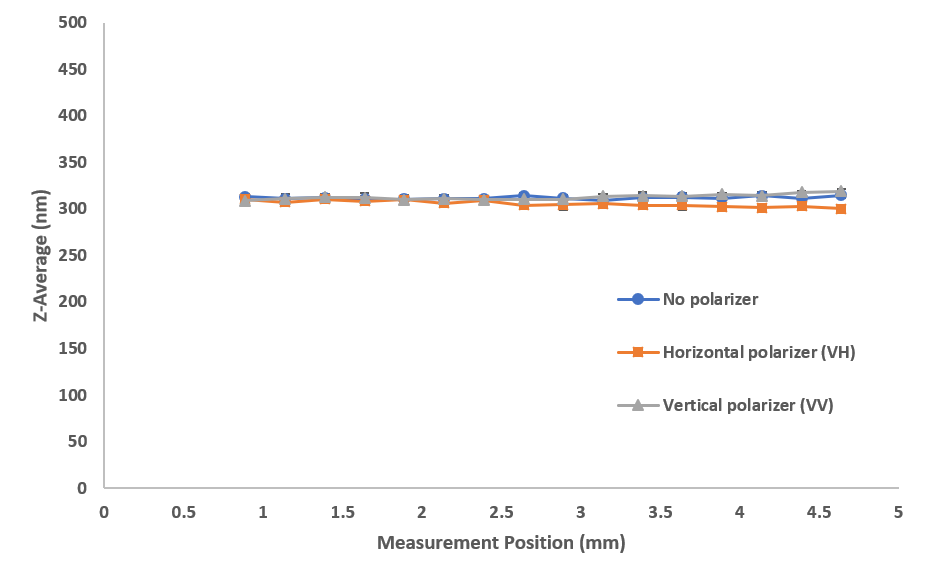 500
450
400
350
300
250
200
150
100
50
0
Z-Average (nm)
No polarizer
Horizontal polarizer (VH)
Vertical polarizer (VV)
0 0.5 1 1.5 2 2.5 3 3.5 4 4.5 5
Measurement Position (mm)